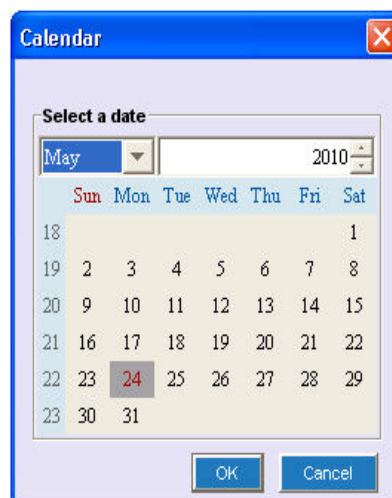 Calendar
Select a date
May 2010
Sun Mon Tue Wed Thu Fri Sat
18 1
19 2 3 4 5 6 7 8
20 9 10 11 12 13 14 15
21 16 17 18 19 20 21 22
22 23 24 25 26 27 28 29
23 30 31
OK Cancel